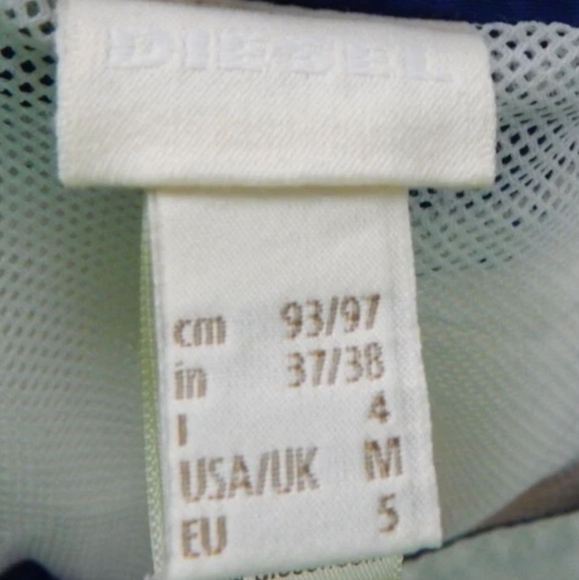 DIESEL
cm 93/97
in 37/38
I 4
USA/UK M
EU 5